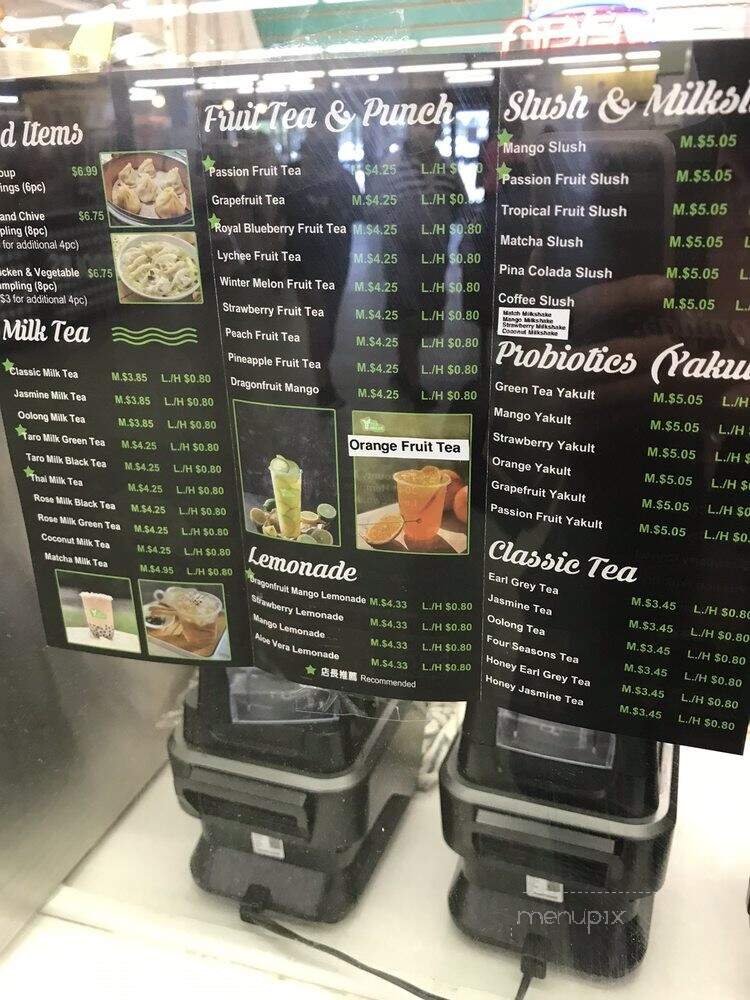 d Items
oup $6.99
ings (6pc)
and Chive $6.75
pling (8pc)
for additional 4pc)
cken & Vegetable $6.75
umpling (8pc)
$3 for additional 4pc)
Milk Tea
Classic Milk Tea M.$3.85 L./H $0.80
Jasmine Milk Tea M.$3.85 L./H $0.80
Oolong Milk Tea M.$3.85 L./H $0.80
Taro Milk Green Tea M.$4.25 L./H $0.80
Taro Milk Black Tea M.$4.25 L./H $0.80
Thai Milk Tea M.$4.25 L./H $0.80
Rose Milk Black Tea M.$4.25 L./H $0.80
Rose Milk Green Tea M.$4.25 L./H $0.80
Coconut Milk Tea M.$4.25 L./H $0.80
Matcha Milk Tea M.$4.95 L./H $0.80
Fruit Tea & Punch
Passion Fruit Tea $4.25 L./H $0.80
Grapefruit Tea M.$4.25 L./H $0.80
Royal Blueberry Fruit Tea M.$4.25 L./H $0.80
Lychee Fruit Tea M.$4.25 L./H $0.80
Winter Melon Fruit Tea M.$4.25 L./H $0.80
Strawberry Fruit Tea M.$4.25 L./H $0.80
Peach Fruit Tea M.$4.25 L./H $0.80
Pineapple Fruit Tea M.$4.25 L./H $0.80
Dragonfruit Mango M.$4.25 L./H $0.80
Orange Fruit Tea
Lemonade
Dragonfruit Mango Lemonade M.$4.33 L./H $0.80
Strawberry Lemonade M.$4.33 L./H $0.80
Mango Lemonade M.$4.33 L./H $0.80
Aloe Vera Lemonade M.$4.33 L./H $0.80
店長推薦 Recommended
Slush & Milksh
Mango Slush M.$5.05
Passion Fruit Slush M.$5.05
Tropical Fruit Slush M.$5.05
Matcha Slush M.$5.05 L
Pina Colada Slush M.$5.05 L
Coffee Slush M.$5.05 L.
Match Milkshake
Mango Milkshake
Strawberry Milkshake
Coconut Milkshake
Probiotics (Yaku
Green Tea Yakult M.$5.05 L./H
Mango Yakult M.$5.05 L./H
Strawberry Yakult M.$5.05 L./H $
Orange Yakult M.$5.05 L./H $
Grapefruit Yakult M.$5.05 L./H $0
Passion Fruit Yakult M.$5.05 L./H $0.
Classic Tea
Earl Grey Tea M.$3.45 L./H $0.80
Jasmine Tea M.$3.45 L./H $0.80
Oolong Tea M.$3.45 L./H $0.80
Four Seasons Tea M.$3.45 L./H $0.80
Honey Earl Grey Tea M.$3.45 L./H $0.80
Honey Jasmine Tea M.$3.45 L./H $0.80
menupix